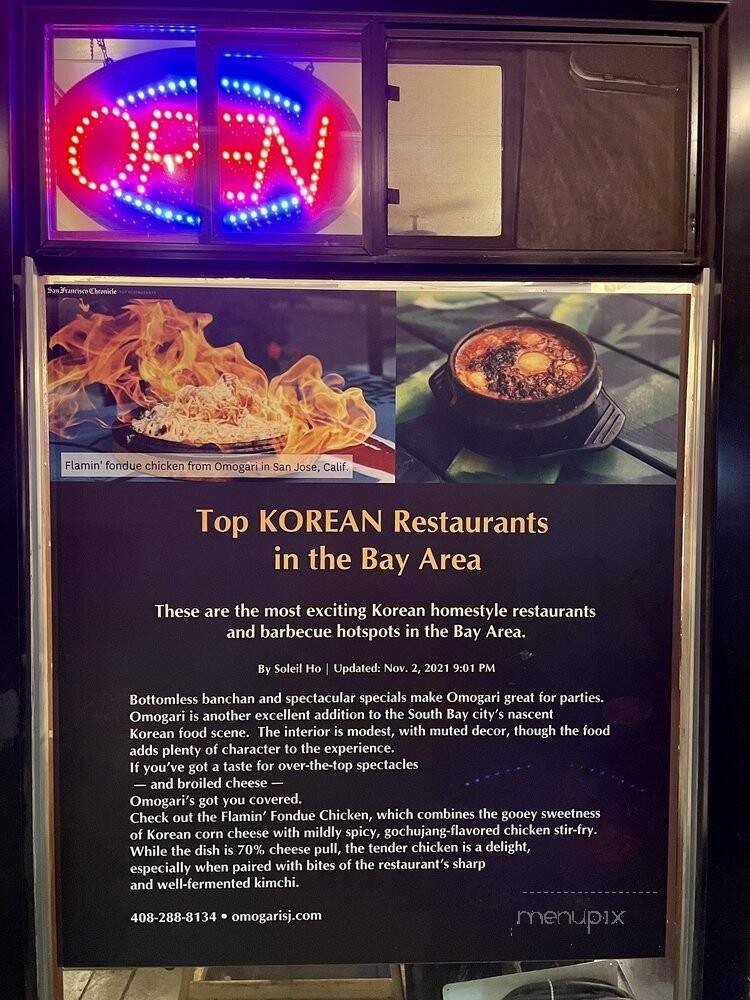 OPEN
San Francisco Chronicle TOP RESTAURANTS
Flamin' fondue chicken from Omogari in San Jose, Calif.
Top KOREAN Restaurants
in the Bay Area
These are the most exciting Korean homestyle restaurants
and barbecue hotspots in the Bay Area.
By Soleil Ho | Updated: Nov. 2, 2021 9:01 PM
Bottomless banchan and spectacular specials make Omogari great for parties.
Omogari is another excellent addition to the South Bay city's nascent
Korean food scene. The interior is modest, with muted decor, though the food
adds plenty of character to the experience.
If you've got a taste for over-the-top spectacles
— and broiled cheese —
Omogari's got you covered.
Check out the Flamin' Fondue Chicken, which combines the gooey sweetness
of Korean corn cheese with mildly spicy, gochujang-flavored chicken stir-fry.
While the dish is 70% cheese pull, the tender chicken is a delight,
especially when paired with bites of the restaurant's sharp
and well-fermented kimchi.
408-288-8134 • omogarisj.com
menupix